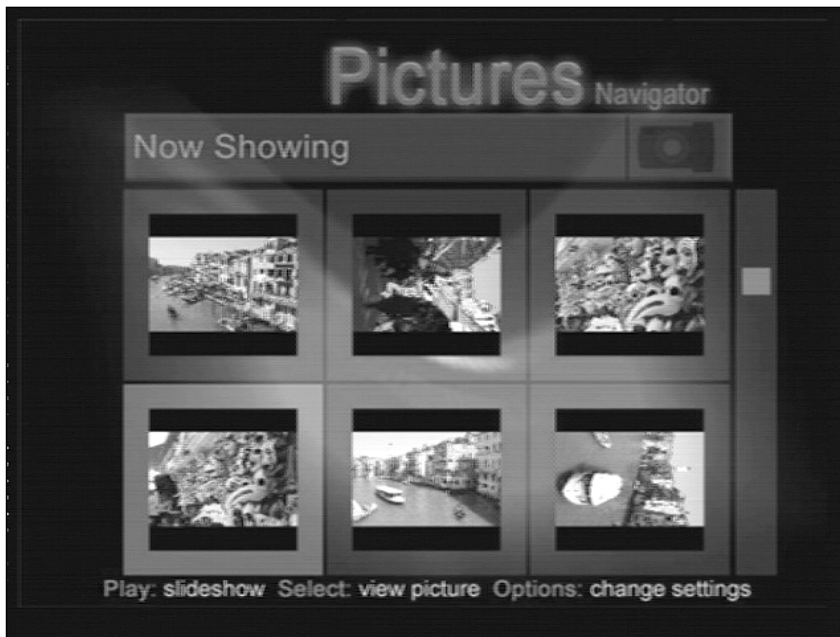 Pictures Navigator
Now Showing
Play: slideshow Select: view picture Options: change settings